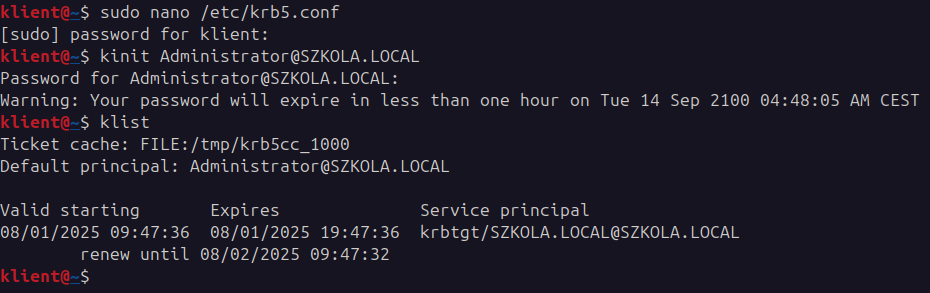 klient@~$ sudo nano /etc/krb5.conf
[sudo] password for klient:
klient@~$ kinit Administrator@SZKOLA.LOCAL
Password for Administrator@SZKOLA.LOCAL:
Warning: Your password will expire in less than one hour on Tue 14 Sep 2100 04:48:05 AM CEST
klient@~$ klist
Ticket cache: FILE:/tmp/krb5cc_1000
Default principal: Administrator@SZKOLA.LOCAL

Valid starting       Expires              Service principal
08/01/2025 09:47:36  08/01/2025 19:47:36  krbtgt/SZKOLA.LOCAL@SZKOLA.LOCAL
        renew until 08/02/2025 09:47:32
klient@~$